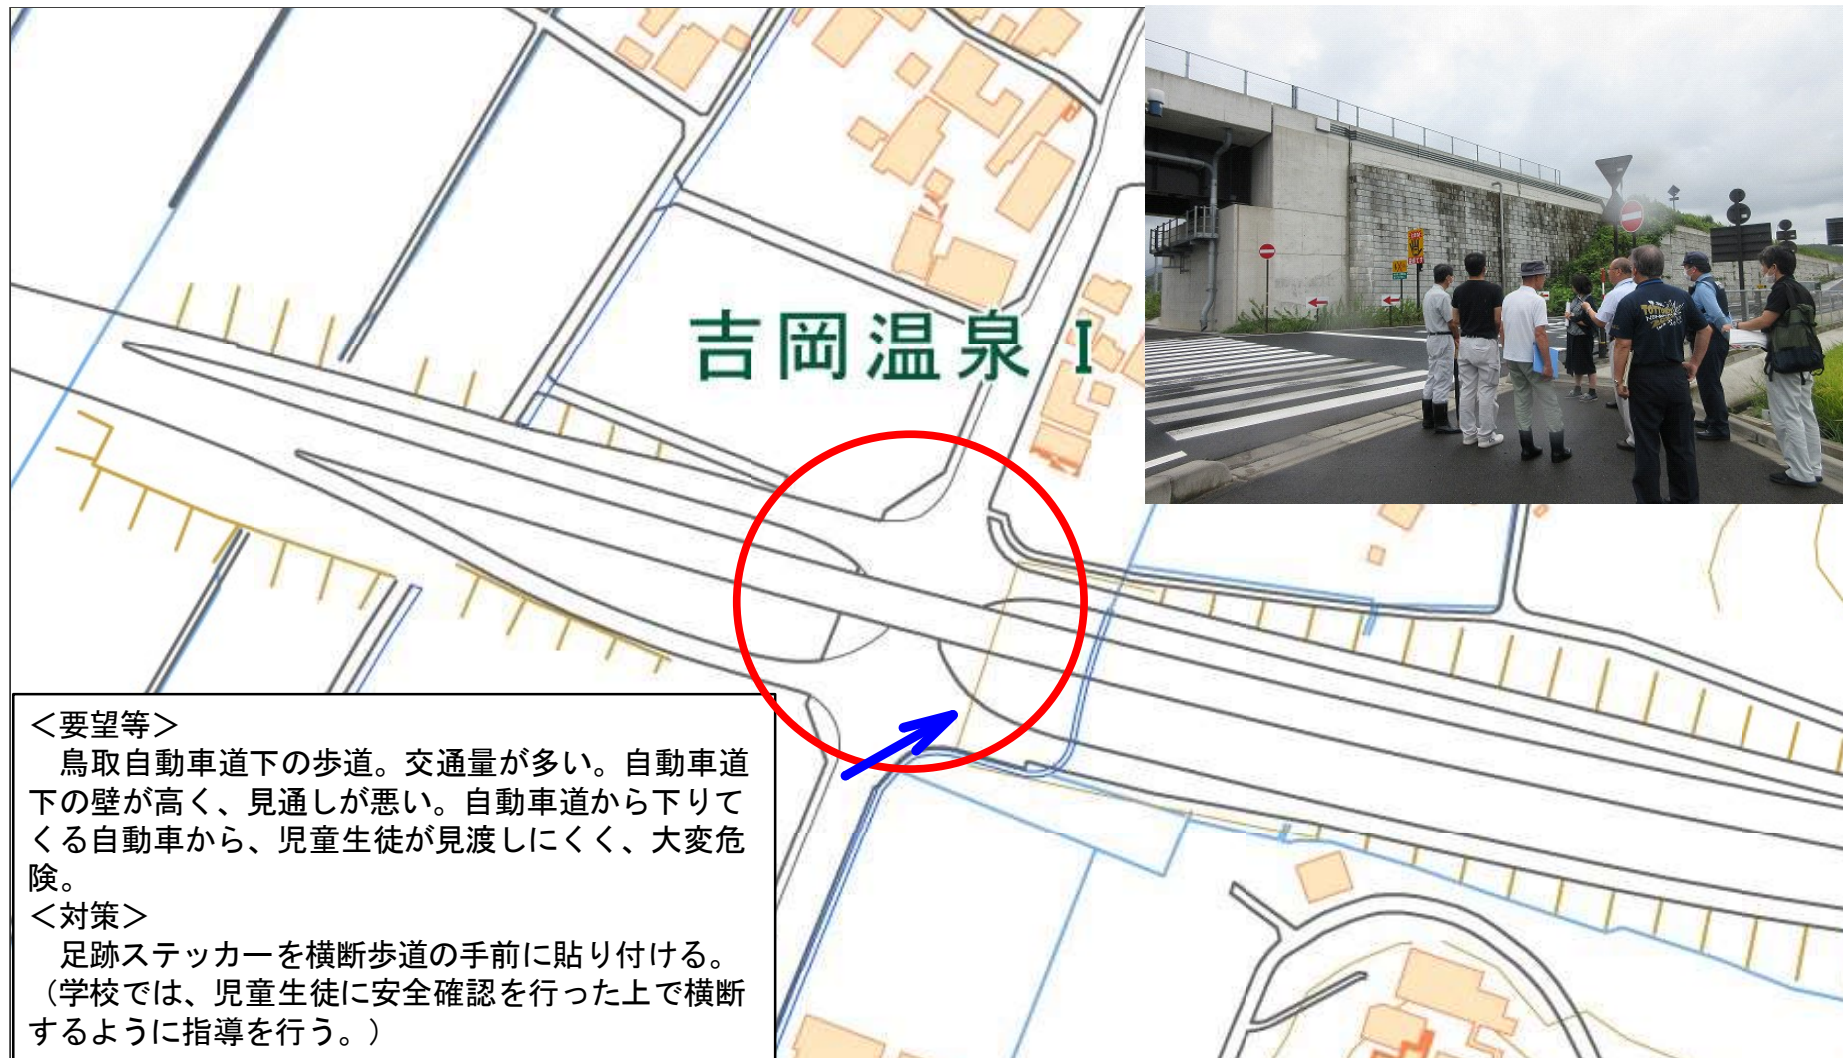 吉岡温泉 I
＜要望等＞
　鳥取自動車道下の歩道。交通量が多い。自動車道
下の壁が高く、見通しが悪い。自動車道から下りて
くる自動車から、児童生徒が見渡しにくく、大変危
険。
＜対策＞
　足跡ステッカーを横断歩道の手前に貼り付ける。
（学校では、児童生徒に安全確認を行った上で横断
するように指導を行う。）